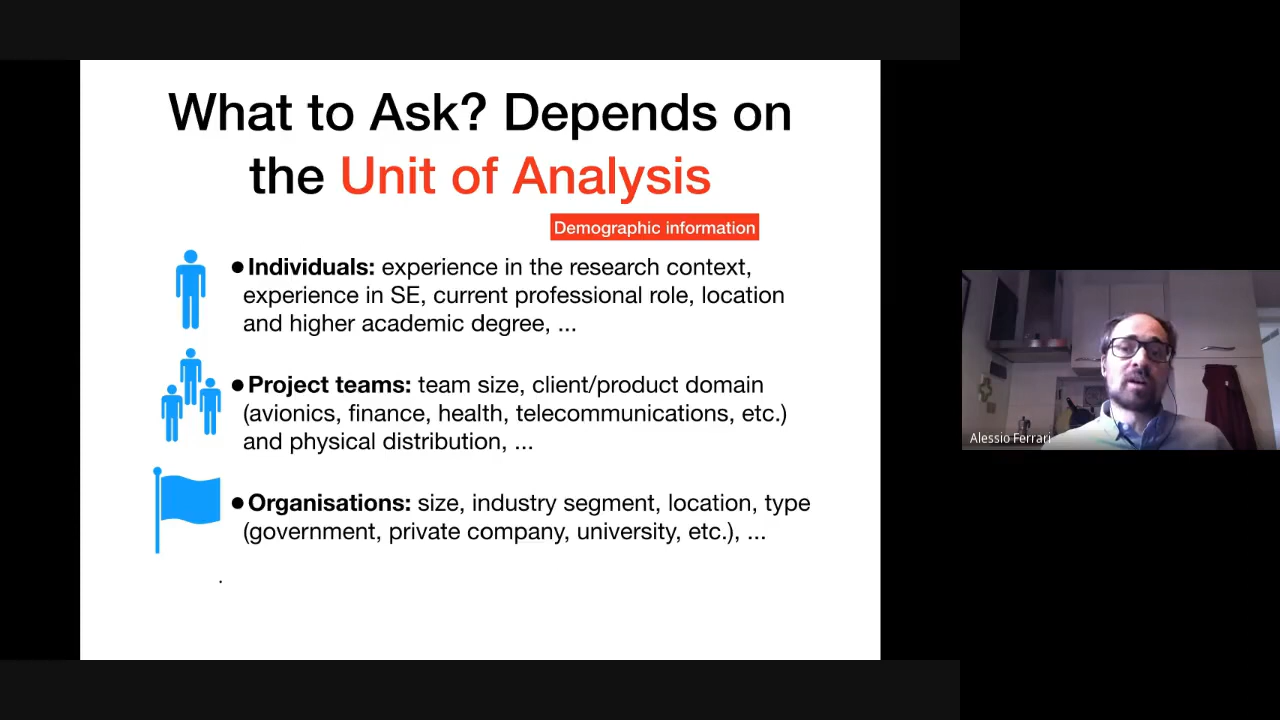 What to Ask? Depends on
the Unit of Analysis
Demographic information
●Individuals: experience in the research context,
experience in SE, current professional role, location
and higher academic degree, ...
●Project teams: team size, client/product domain
(avionics, finance, health, telecommunications, etc.)
and physical distribution, ...
●Organisations: size, industry segment, location, type
(government, private company, university, etc.), ...
.
Alessio Ferrari